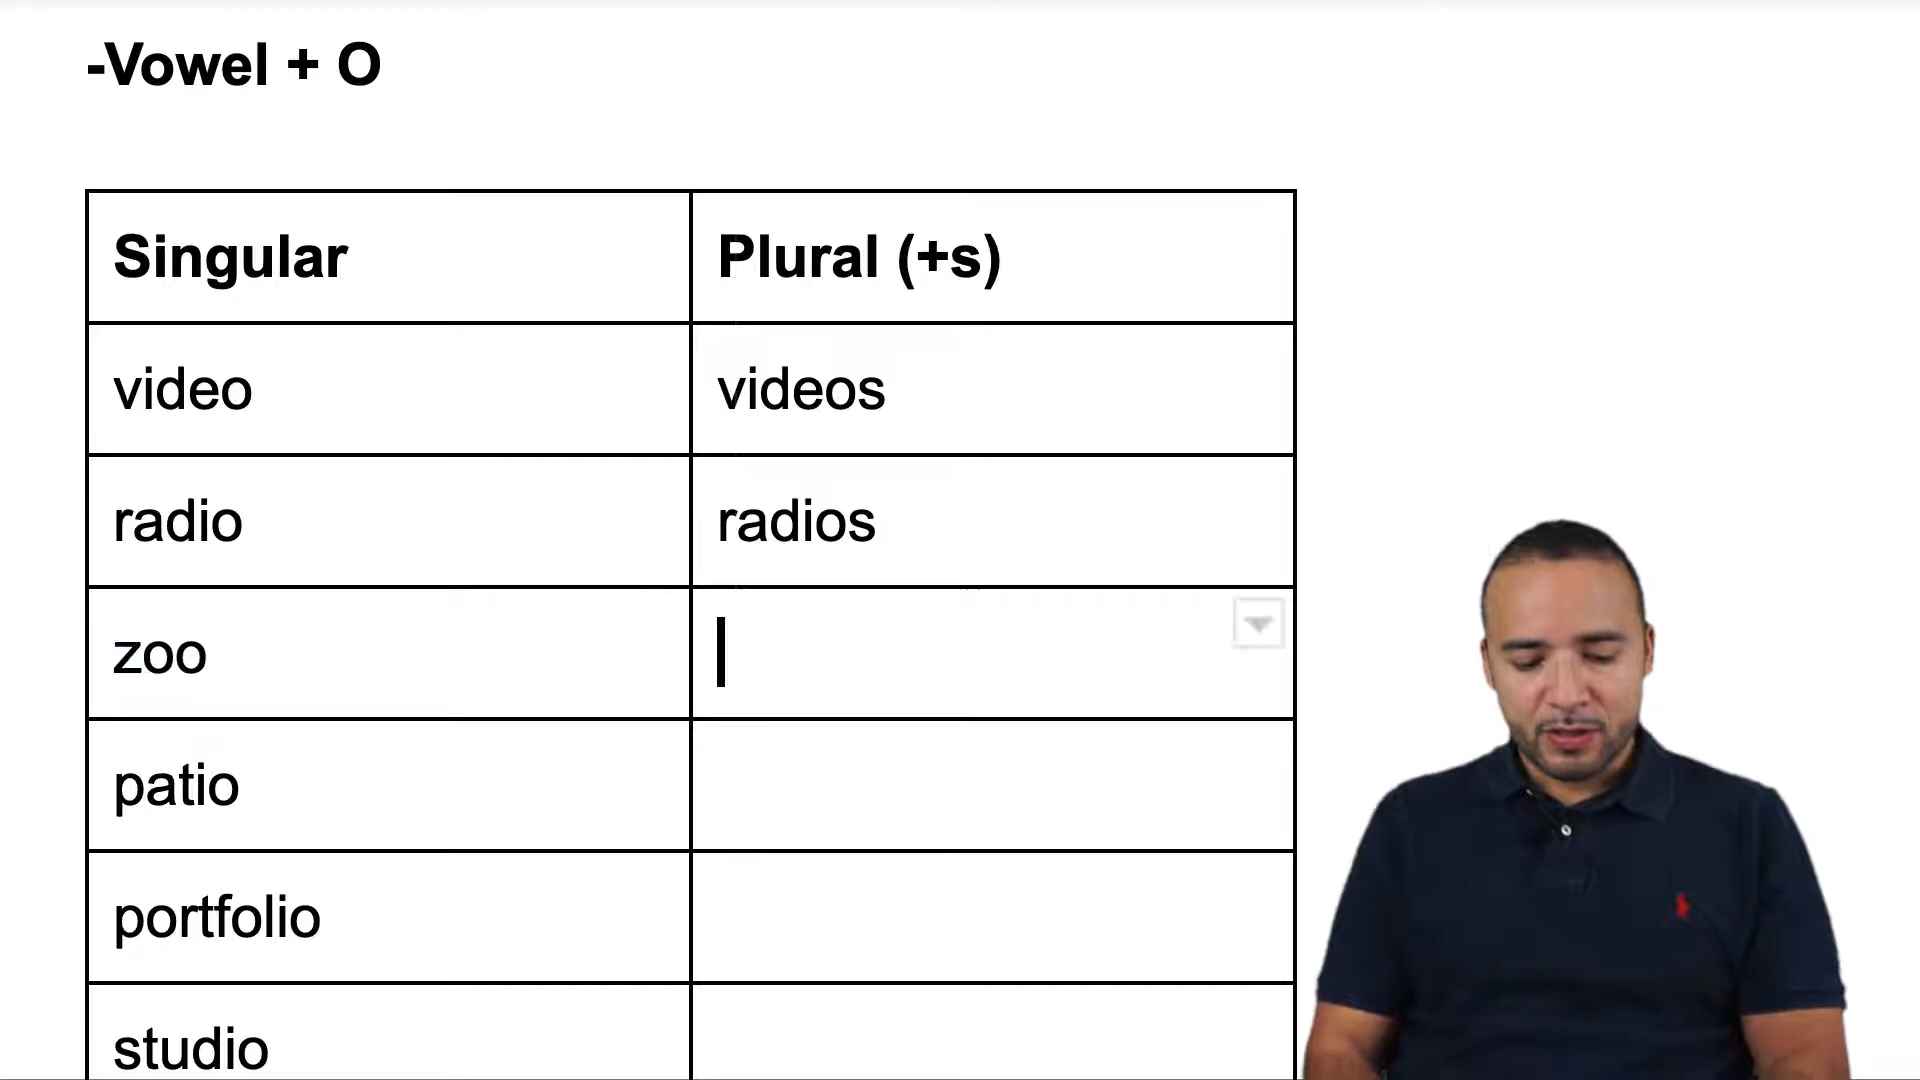 -Vowel + O
Singular Plural (+s)
video videos
radio radios
zoo
patio
portfolio
studio